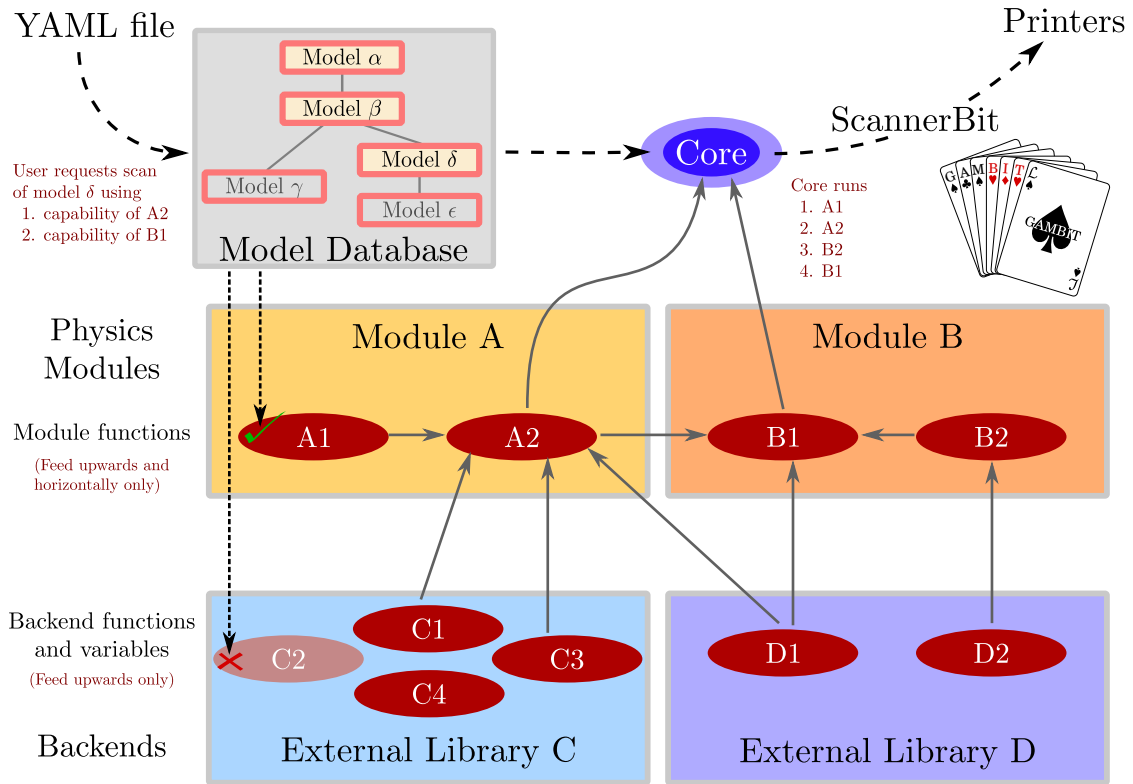 YAML file
Printers
Model α
Model β
Model δ
Model γ
Model ϵ
Model Database
Core
ScannerBit
User requests scan
of model δ using
1. capability of A2
2. capability of B1
Core runs
1. A1
2. A2
3. B2
4. B1
G A M B I T L
GAMBIT
J
Physics
Modules
Module A
Module B
Module functions
(Feed upwards and
horizontally only)
A1
A2
B1
B2
Backend functions
and variables
(Feed upwards only)
C1
C2
C3
C4
D1
D2
Backends
External Library C
External Library D